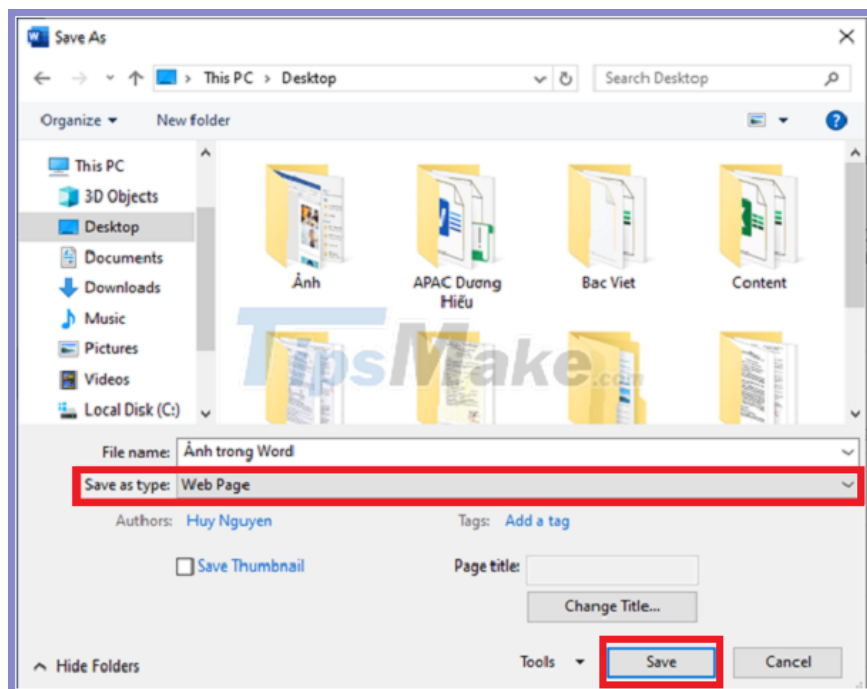 Save As
This PC > Desktop
Search Desktop
Organize
New folder
This PC
3D Objects
Desktop
Documents
Downloads
Music
Pictures
Videos
Local Disk (C:)
Ảnh
APAC Dương
Hiếu
Bac Viet
Content
TipsMake.com
File name: Ảnh trong Word
Save as type: Web Page
Authors: Huy Nguyen
Tags: Add a tag
Save Thumbnail
Page title:
Change Title...
Hide Folders
Tools
Save
Cancel